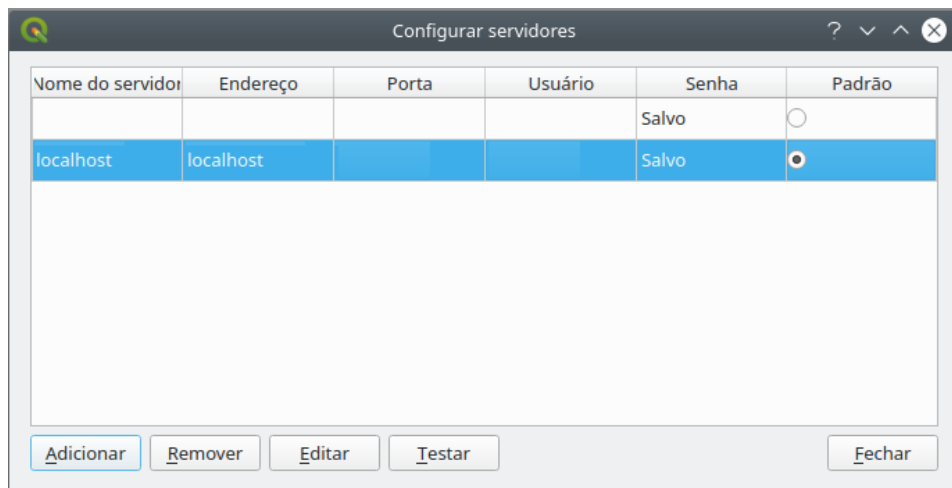 Configurar servidores
Nome do servidor Endereço Porta Usuário Senha Padrão
Salvo
localhost localhost Salvo
Adicionar Remover Editar Testar Fechar